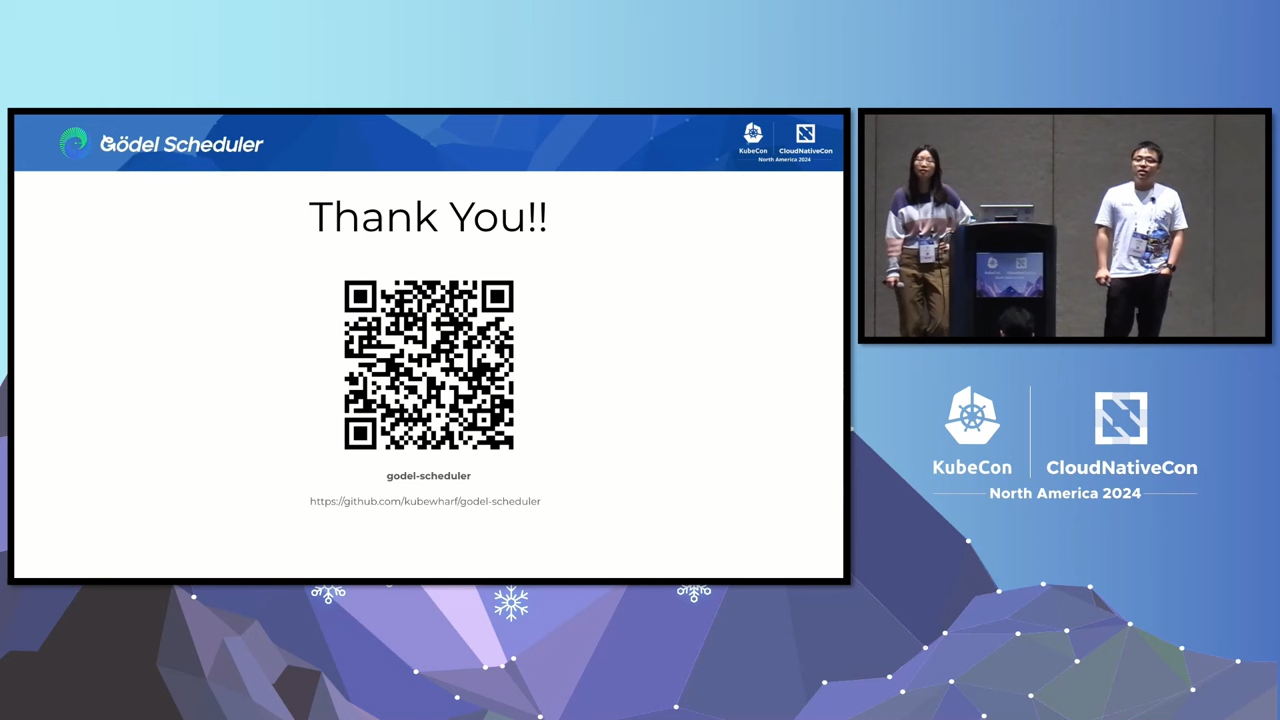 Gödel Scheduler
KubeCon
CloudNativeCon
North America 2024
Thank You!!
godel-scheduler
https://github.com/kubewharf/godel-scheduler
KubeCon
CloudNativeCon
North America 2024